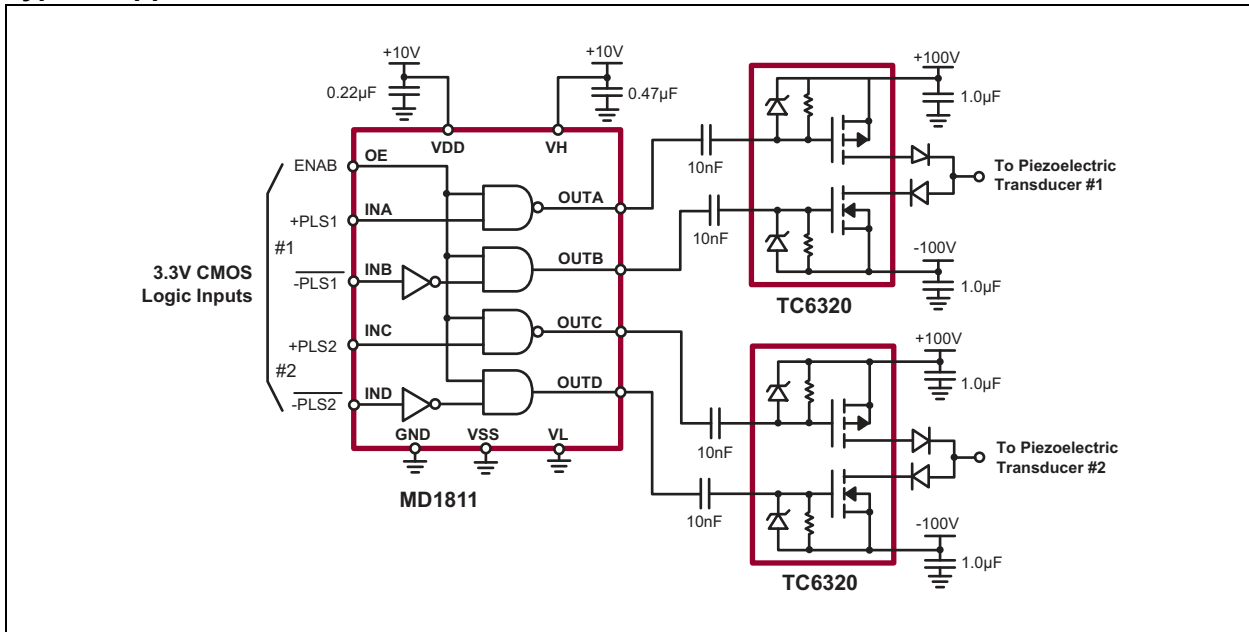 +10V
0.22µF
+10V
0.47µF
+100V
1.0µF
VDD
VH
ENAB
OE
10nF
To Piezoelectric
Transducer #1
+PLS1
INA
OUTA
#1
10nF
3.3V CMOS
Logic Inputs
-PLS1
INB
OUTB
-100V
1.0µF
TC6320
+PLS2
INC
OUTC
#2
+100V
1.0µF
-PLS2
IND
OUTD
GND
VSS
VL
10nF
To Piezoelectric
Transducer #2
MD1811
10nF
-100V
1.0µF
TC6320